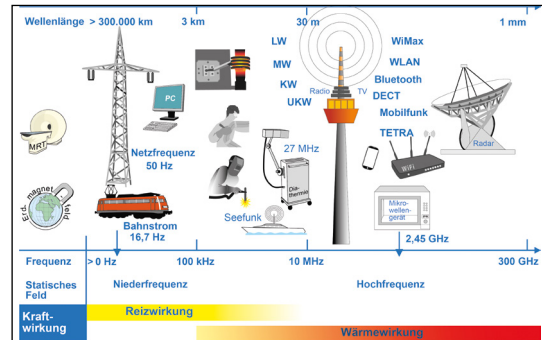 Wellenlänge > 300.000 km
3 km
30 m
1 mm
LW
MW
KW
UKW
Radio
TV
WiMax
WLAN
Bluetooth
DECT
Mobilfunk
TETRA
PC
MRT
Netzfrequenz
50 Hz
27 MHz
Dia-
thermie
WiFi
Radar
Erd
magnet
feld
Bahnstrom
16,7 Hz
Seefunk
Mikro-
wellen-
gerät
2,45 GHz
Frequenz
> 0 Hz
100 kHz
10 MHz
300 GHz
Statisches
Feld
Niederfrequenz
Hochfrequenz
Kraft-
wirkung
Reizwirkung
Wärmewirkung